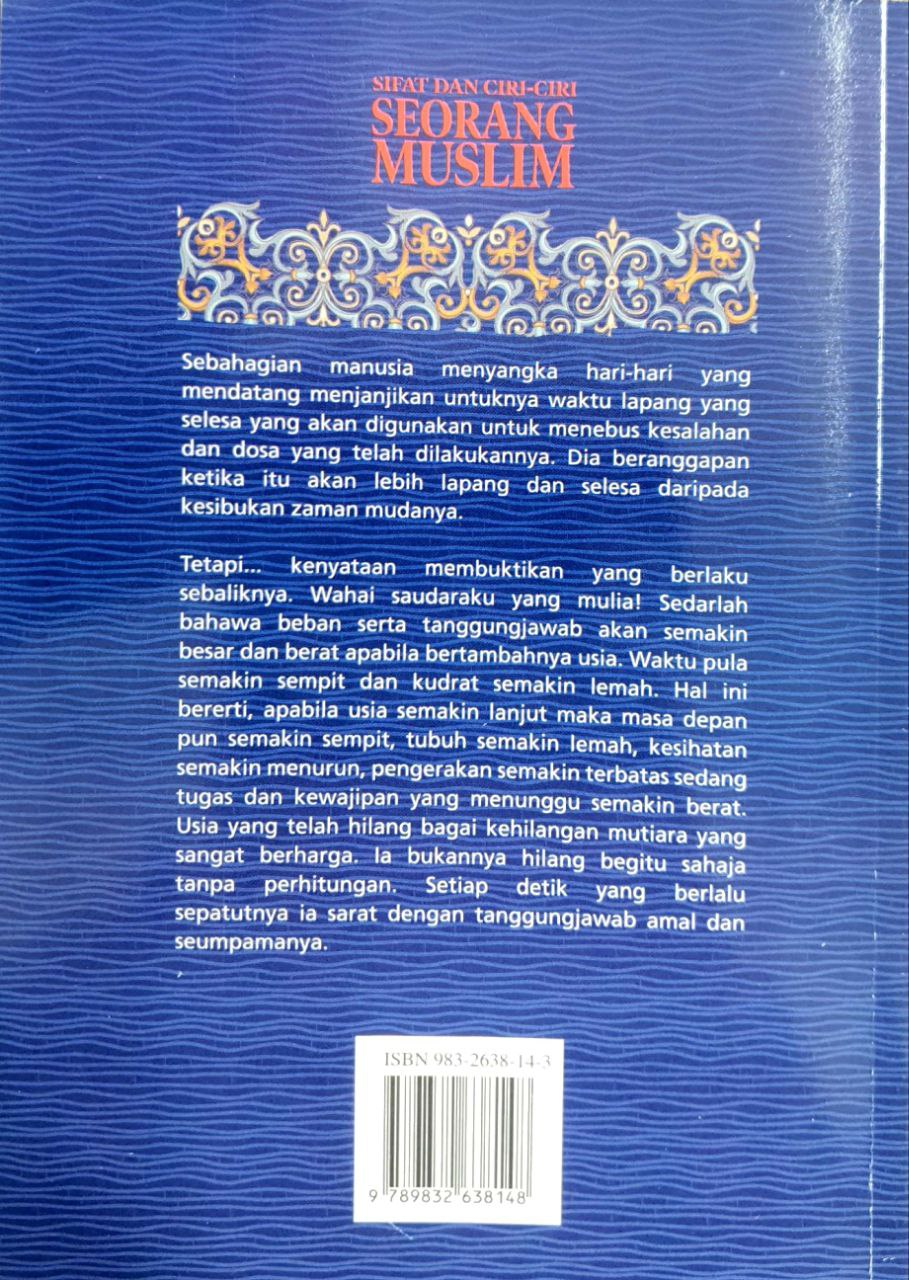 SIFAT DAN CIRI-CIRI
SEORANG
MUSLIM
Sebahagian manusia menyangka hari-hari yang
mendatang menjanjikan untuknya waktu lapang yang
selesa yang akan digunakan untuk menebus kesalahan
dan dosa yang telah dilakukannya. Dia beranggapan
ketika itu akan lebih lapang dan selesa daripada
kesibukan zaman mudanya.
Tetapi... kenyataan membuktikan yang berlaku
sebaliknya. Wahai saudaraku yang mulia! Sedarlah
bahawa beban serta tanggungjawab akan semakin
besar dan berat apabila bertambahnya usia. Waktu pula
semakin sempit dan kudrat semakin lemah. Hal ini
bererti, apabila usia semakin lanjut maka masa depan
pun semakin sempit, tubuh semakin lemah, kesihatan
semakin menurun, pengerakan semakin terbatas sedang
tugas dan kewajipan yang menunggu semakin berat.
Usia yang telah hilang bagai kehilangan mutiara yang
sangat berharga. Ia bukannya hilang begitu sahaja
tanpa perhitungan. Setiap detik yang berlalu
sepatutnya ia sarat dengan tanggungjawab amal dan
seumpamanya.
ISBN 983-2638-14-3
9 789832 638148